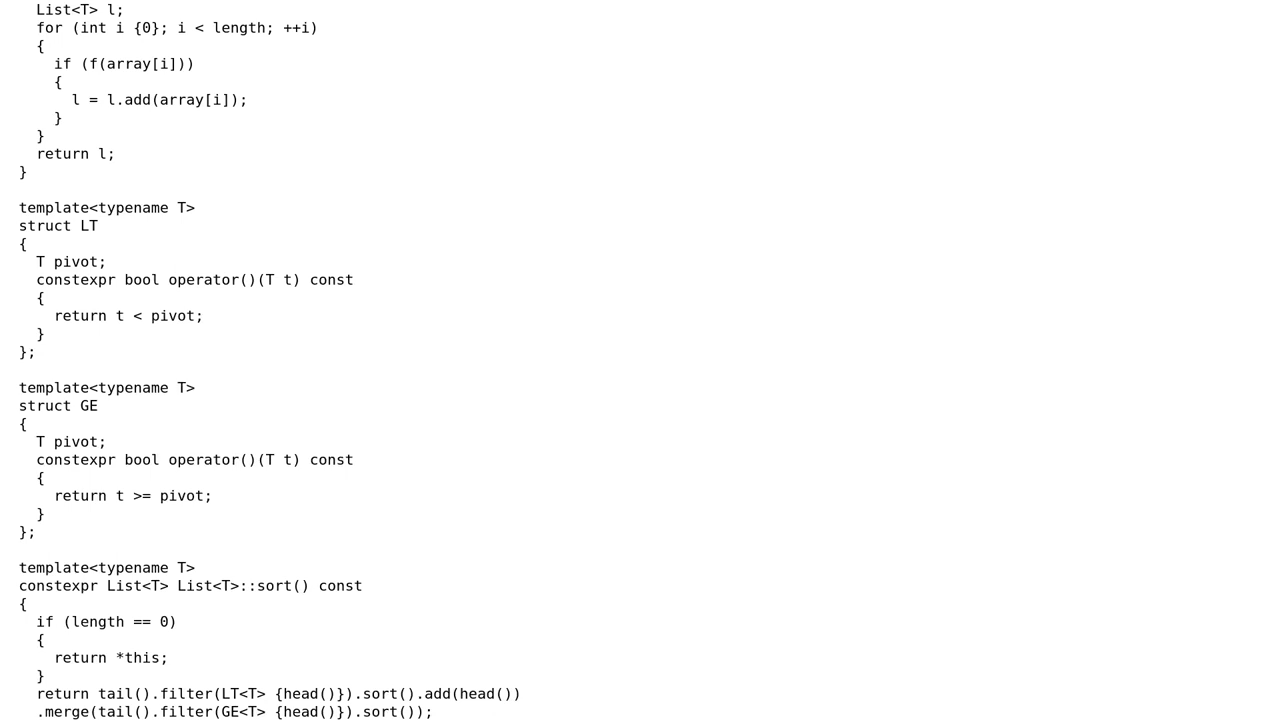 List<T> l;
  for (int i {0}; i < length; ++i)
  {
    if (f(array[i]))
    {
      l = l.add(array[i]);
    }
  }
  return l;
}

template<typename T>
struct LT
{
  T pivot;
  constexpr bool operator()(T t) const
  {
    return t < pivot;
  }
};

template<typename T>
struct GE
{
  T pivot;
  constexpr bool operator()(T t) const
  {
    return t >= pivot;
  }
};

template<typename T>
constexpr List<T> List<T>::sort() const
{
  if (length == 0)
  {
    return *this;
  }
  return tail().filter(LT<T> {head()}).sort().add(head())
  .merge(tail().filter(GE<T> {head()}).sort());